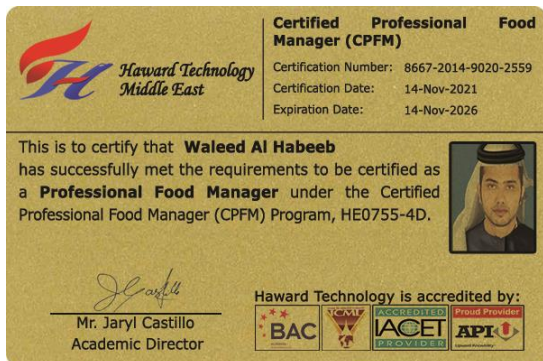 Haward Technology
Middle East
Certified Professional Food
Manager (CPFM)
Certification Number: 8667-2014-9020-2559
Certification Date: 14-Nov-2021
Expiration Date: 14-Nov-2026
This is to certify that Waleed Al Habeeb
has successfully met the requirements to be certified as
a Professional Food Manager under the Certified
Professional Food Manager (CPFM) Program, HE0755-4D.
Mr. Jaryl Castillo
Academic Director
Haward Technology is accredited by:
BAC
TCMI
ACCREDITED
IACET
PROVIDER
Proud Provider
API